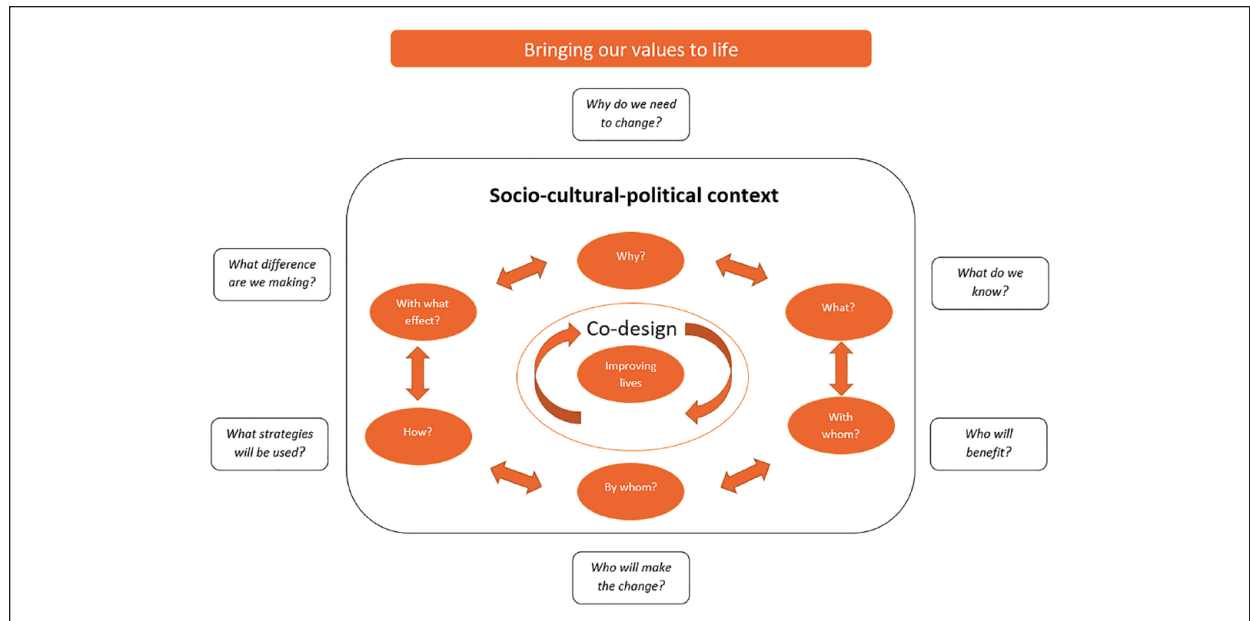 Bringing our values to life
Why do we need
to change?
Socio-cultural-political context
What difference
are we making?
Why?
What do we
know?
With what
effect?
What?
Co-design
Improving
lives
What strategies
will be used?
How?
With
whom?
Who will
benefit?
By whom?
Who will make
the change?